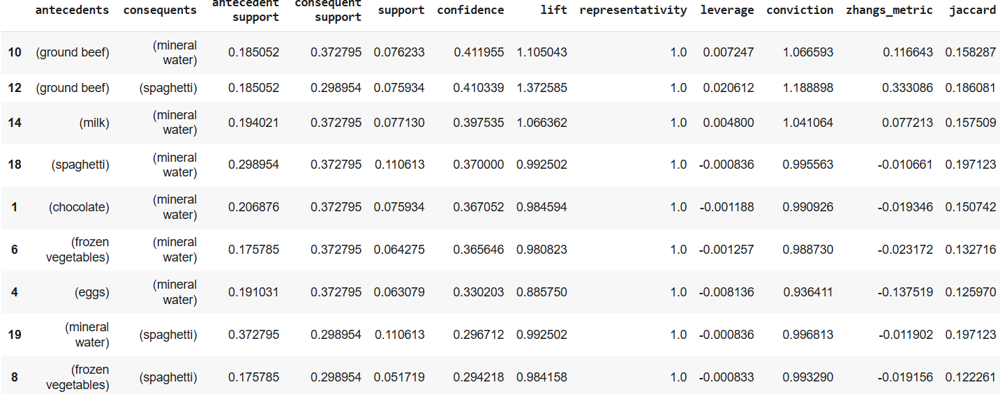 antecedents consequents antecedent support consequent support support confidence lift representativity leverage conviction zhangs_metric jaccard
10 (ground beef) (mineral water) 0.185052 0.372795 0.076233 0.411955 1.105043 1.0 0.007247 1.066593 0.116643 0.158287
12 (ground beef) (spaghetti) 0.185052 0.298954 0.075934 0.410339 1.372585 1.0 0.020612 1.188898 0.333086 0.186081
14 (milk) (mineral water) 0.194021 0.372795 0.077130 0.397535 1.066362 1.0 0.004800 1.041064 0.077213 0.157509
18 (spaghetti) (mineral water) 0.298954 0.372795 0.110613 0.370000 0.992502 1.0 -0.000836 0.995563 -0.010661 0.197123
1 (chocolate) (mineral water) 0.206876 0.372795 0.075934 0.367052 0.984594 1.0 -0.001188 0.990926 -0.019346 0.150742
6 (frozen vegetables) (mineral water) 0.175785 0.372795 0.064275 0.365646 0.980823 1.0 -0.001257 0.988730 -0.023172 0.132716
4 (eggs) (mineral water) 0.191031 0.372795 0.063079 0.330203 0.885750 1.0 -0.008136 0.936411 -0.137519 0.125970
19 (mineral water) (spaghetti) 0.372795 0.298954 0.110613 0.296712 0.992502 1.0 -0.000836 0.996813 -0.011902 0.197123
8 (frozen vegetables) (spaghetti) 0.175785 0.298954 0.051719 0.294218 0.984158 1.0 -0.000833 0.993290 -0.019156 0.122261